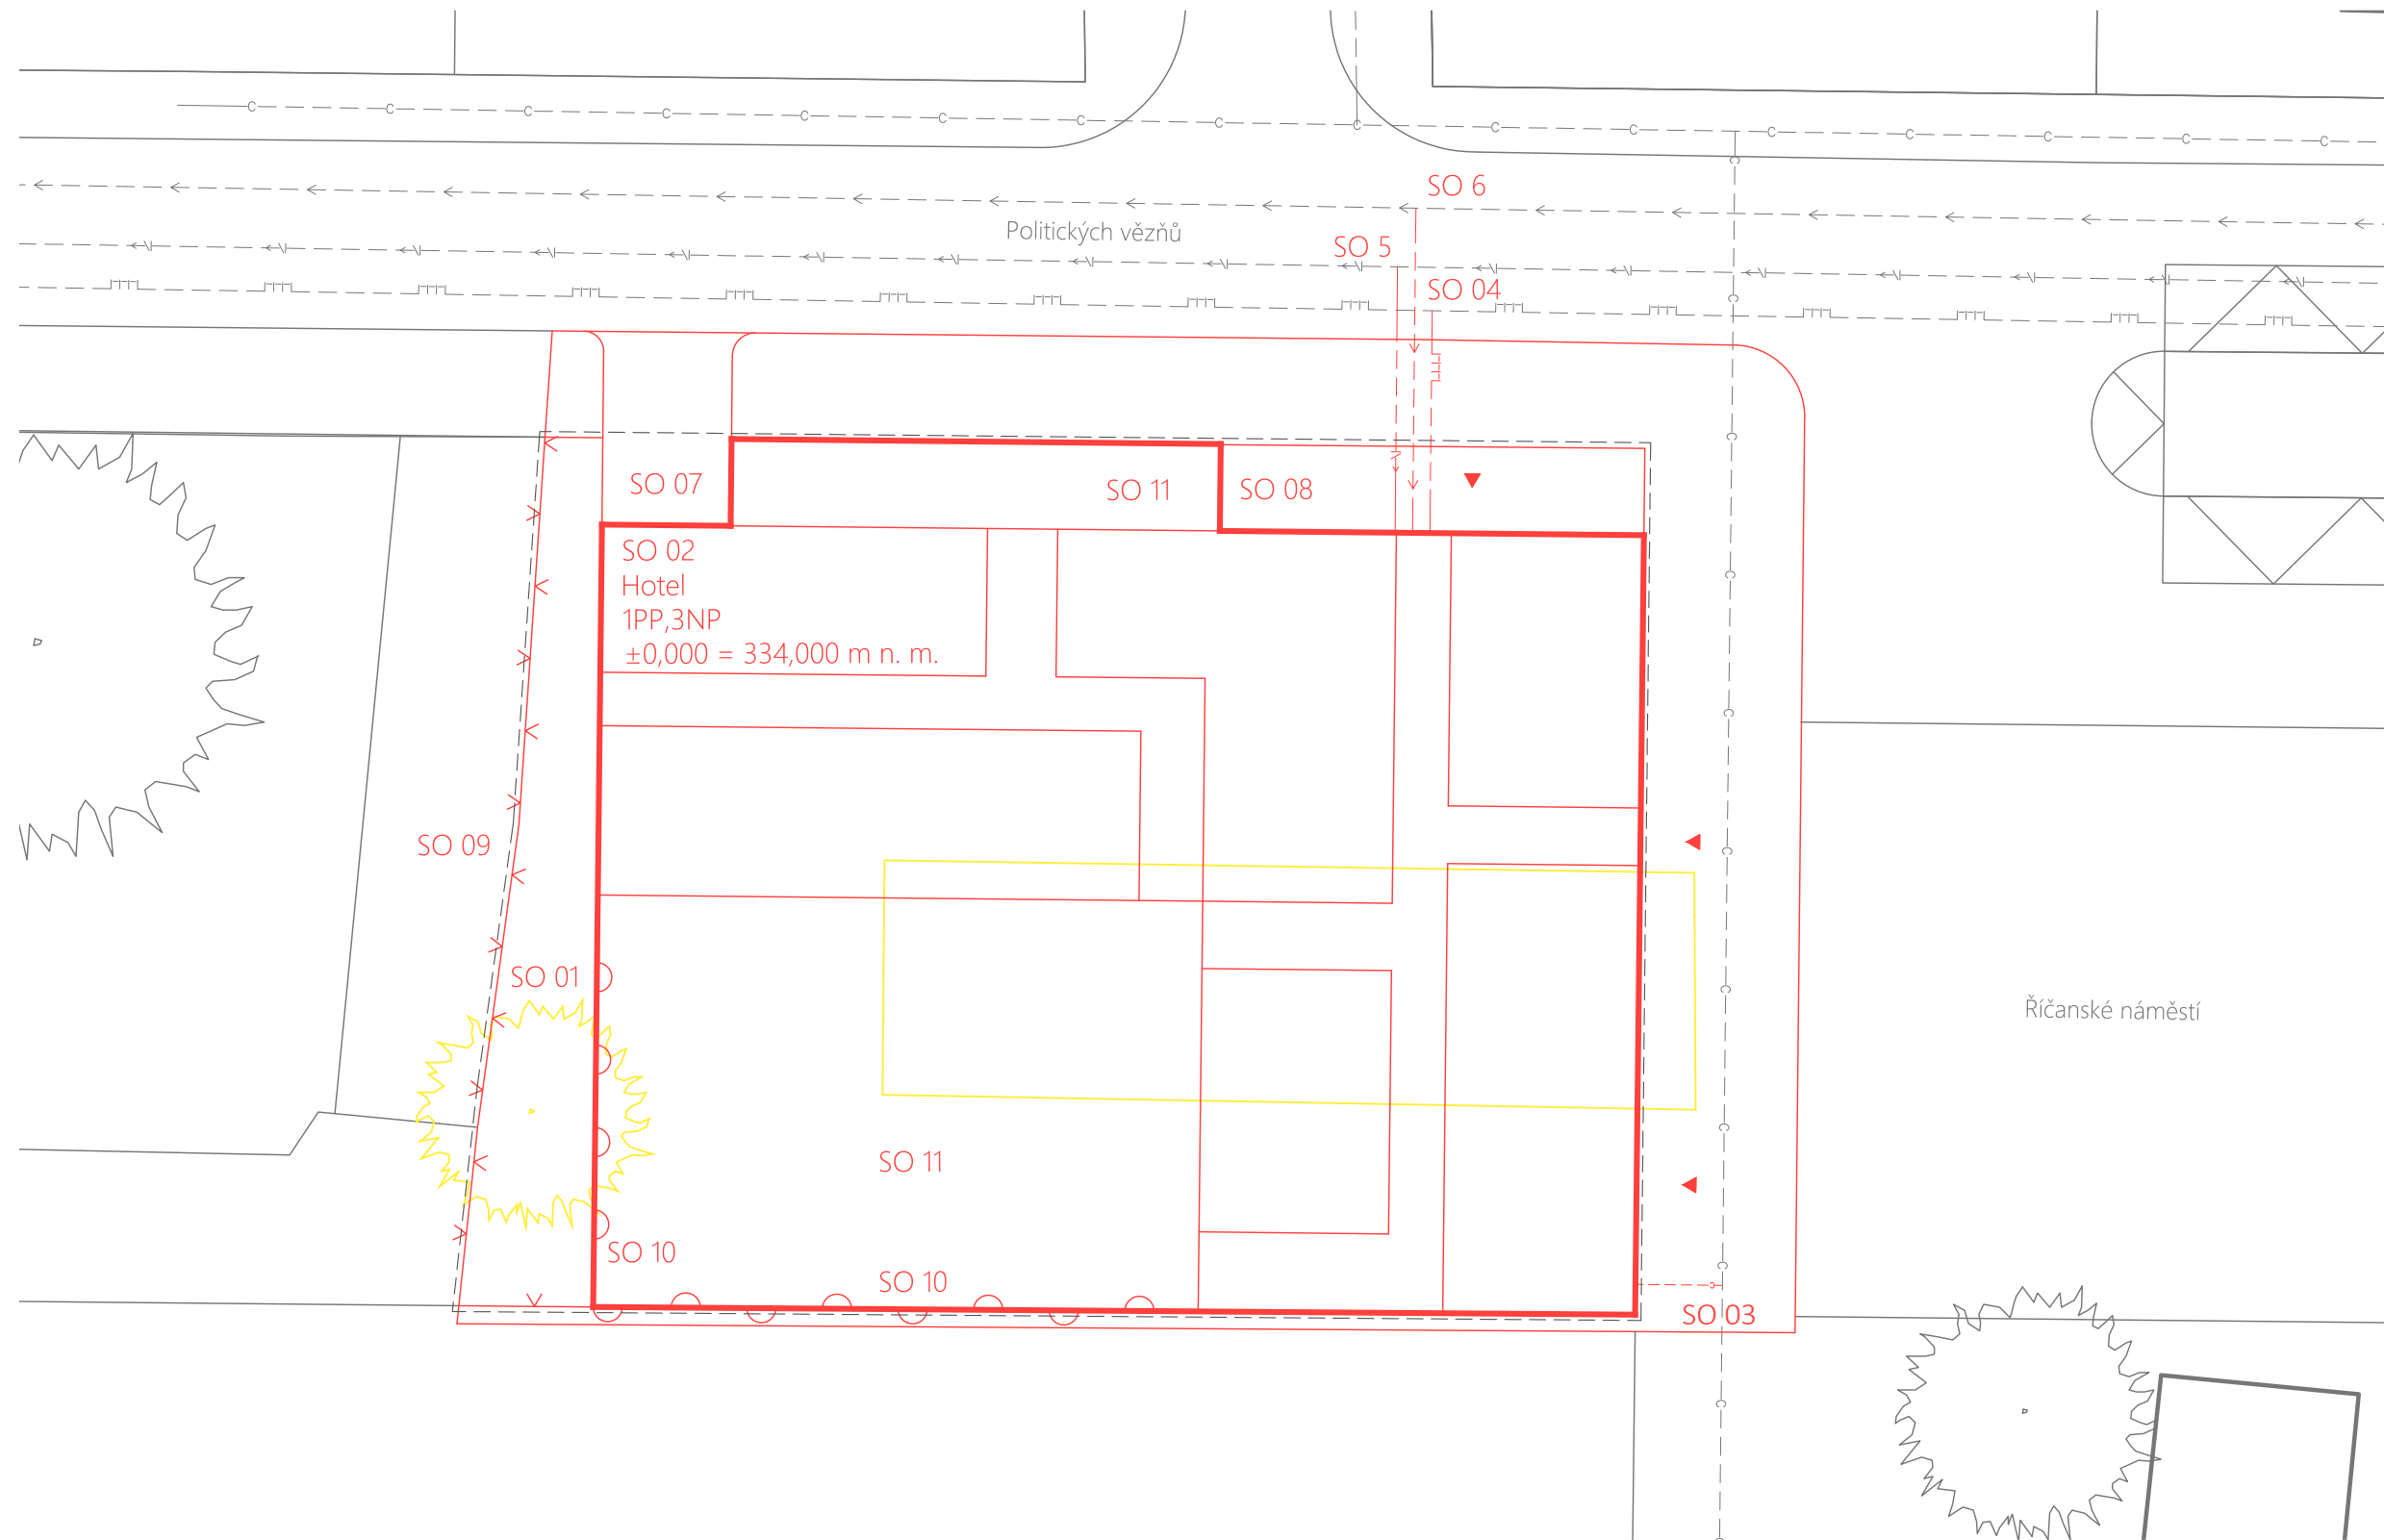 SO 6
Politických vězňů
SO 5
SO 04
SO 07
SO 11
SO 08
SO 02
Hotel
1PP,3NP
±0,000 = 334,000 m n. m.
SO 09
SO 01
Říčanské náměstí
SO 11
SO 10
SO 10
SO 03